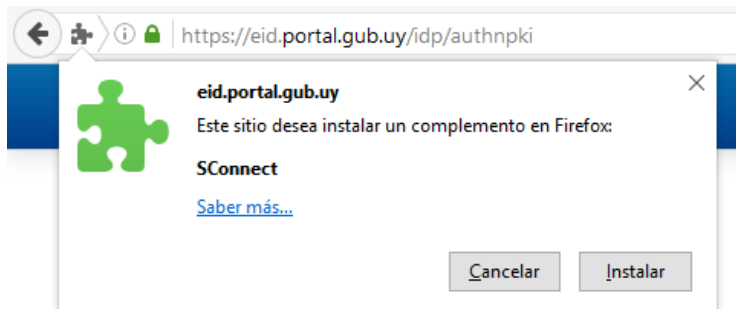 https://eid.portal.gub.uy/idp/authnpki
eid.portal.gub.uy
Este sitio desea instalar un complemento en Firefox:
SConnect
Saber más...
Cancelar Instalar